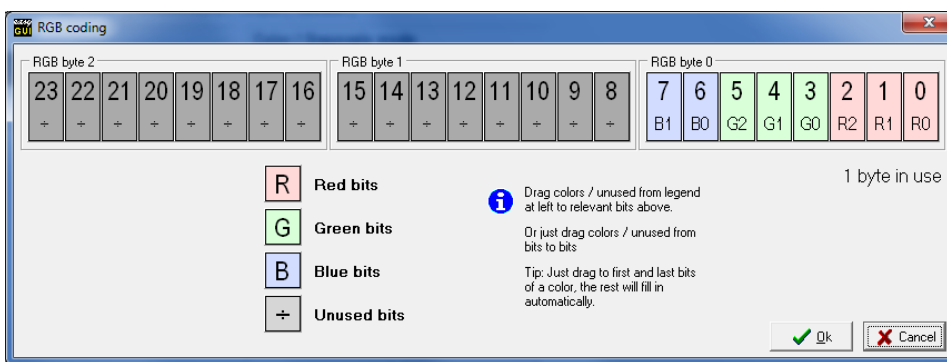 easy GUI RGB coding
RGB byte 2 RGB byte 1 RGB byte 0
23 22 21 20 19 18 17 16 15 14 13 12 11 10 9 8 7 6 5 4 3 2 1 0
÷ ÷ ÷ ÷ ÷ ÷ ÷ ÷ ÷ ÷ ÷ ÷ ÷ ÷ ÷ ÷ B1 B0 G2 G1 G0 R2 R1 R0
1 byte in use
R Red bits
G Green bits
B Blue bits
÷ Unused bits
Drag colors / unused from legend
at left to relevant bits above.
Or just drag colors / unused from
bits to bits
Tip: Just drag to first and last bits
of a color, the rest will fill in
automatically.
Ok Cancel